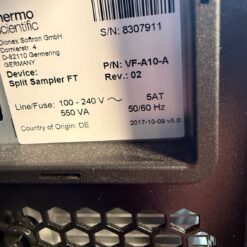 hermo
scientific
Dionex Softron GmbH
Dornierstr. 4
D-82110 Germering
GERMANY
S/N: 8307911
Device:
Split Sampler FT
P/N: VF-A10-A
Rev.: 02
Line/Fuse: 100 - 240 V ~ 5AT
550 VA 50/60 Hz
Country of Origin: DE
2017-10-09 v5.0